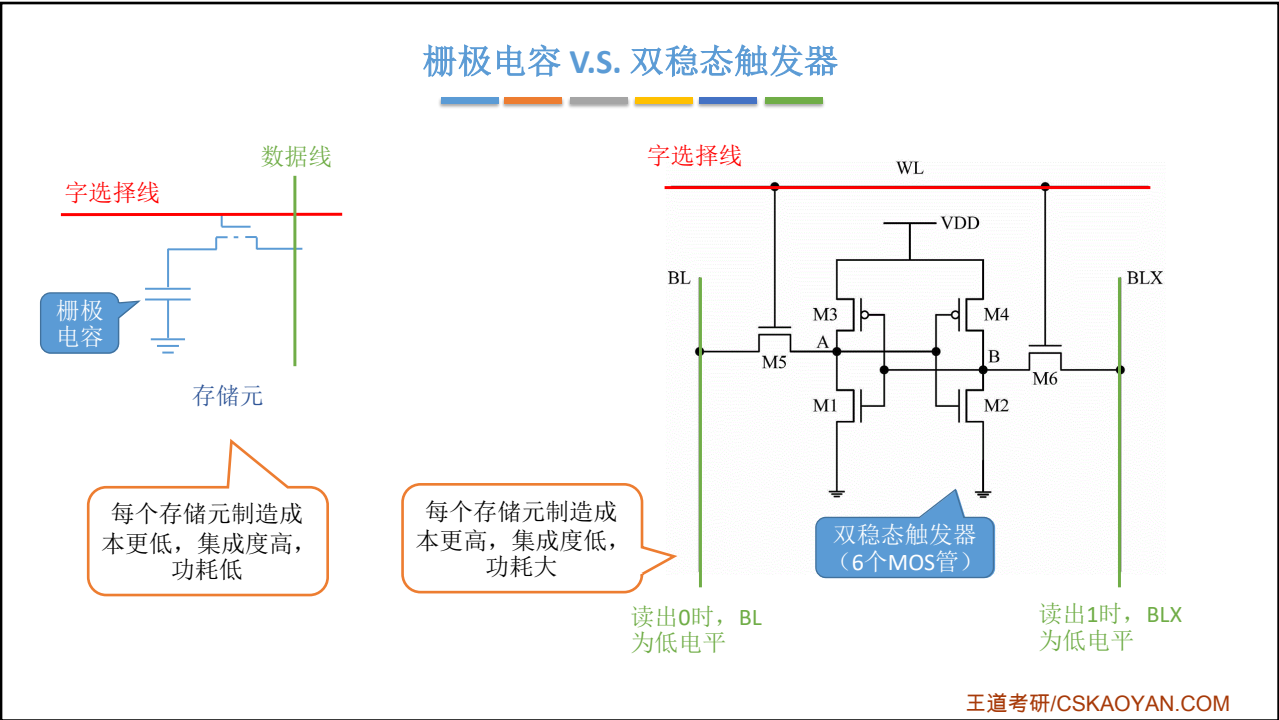 栅极电容 V.S. 双稳态触发器
数据线
字选择线
栅极
电容
存储元
每个存储元制造成
本更低，集成度高，
功耗低
字选择线
WL
VDD
BL
BLX
M3
M4
A
B
M5
M6
M1
M2
每个存储元制造成
本更高，集成度低，
功耗大
双稳态触发器
（6个MOS管）
读出0时，BL
为低电平
读出1时，BLX
为低电平
王道考研/CSKAOYAN.COM